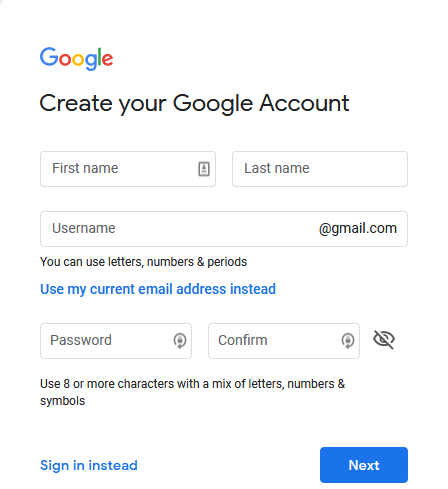 Google
Create your Google Account
First name Last name
Username @gmail.com
You can use letters, numbers & periods
Use my current email address instead
Password Confirm
Use 8 or more characters with a mix of letters, numbers &
symbols
Sign in instead Next